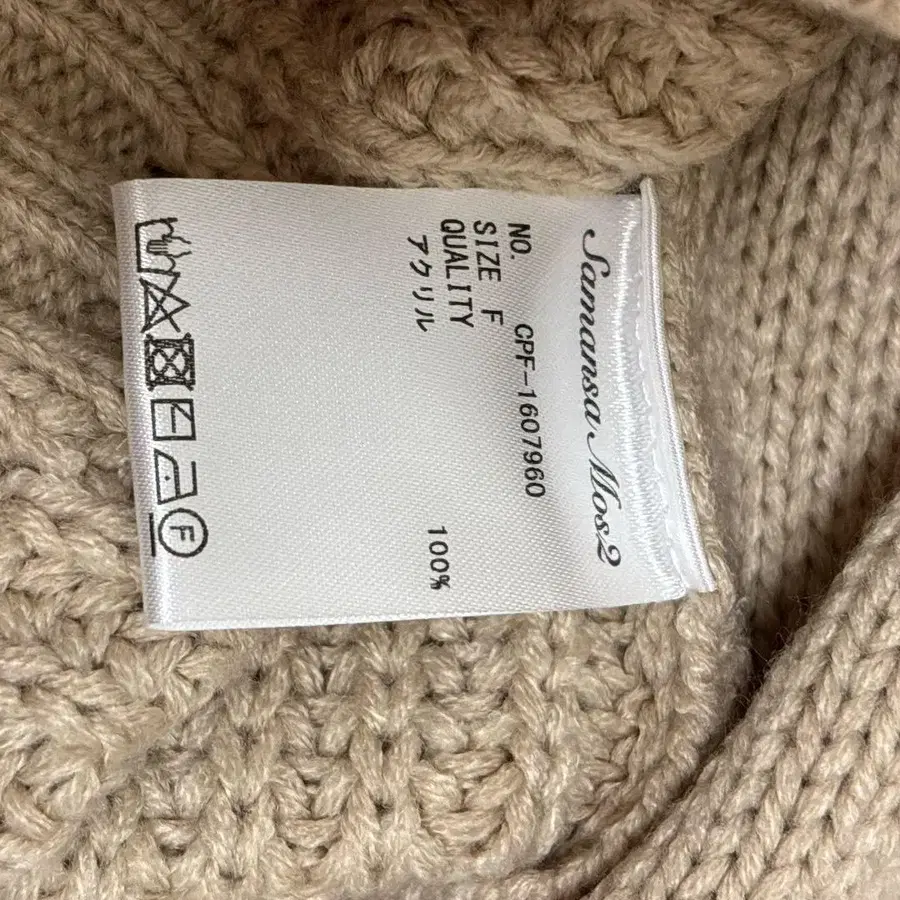 Samansa Mos2
NO. CPF-1607960
SIZE F
QUALITY
アクリル 100%
F